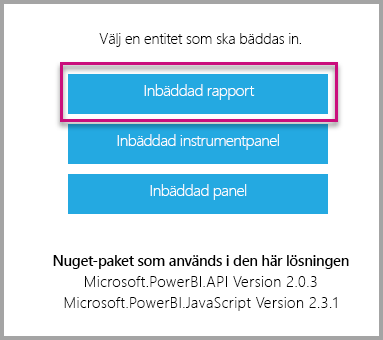 Välj en entitet som ska bäddas in.
Inbäddad rapport
Inbäddad instrumentpanel
Inbäddad panel
Nuget-paket som används i den här lösningen
Microsoft.PowerBI.API Version 2.0.3
Microsoft.PowerBI.JavaScript Version 2.3.1